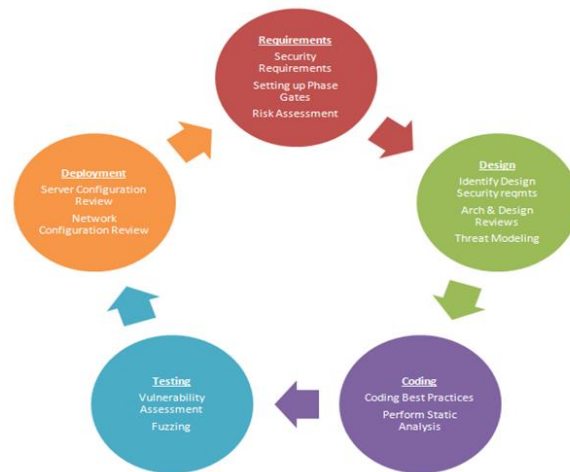 Requirements
Security
Requirements
Setting up Phase
Gates
Risk Assessment
Design
Identify Design
Security reqmts
Arch & Design
Reviews
Threat Modeling
Coding
Coding Best Practices
Perform Static
Analysis
Testing
Vulnerability
Assessment
Fuzzing
Deployment
Server Configuration
Review
Network
Configuration Review